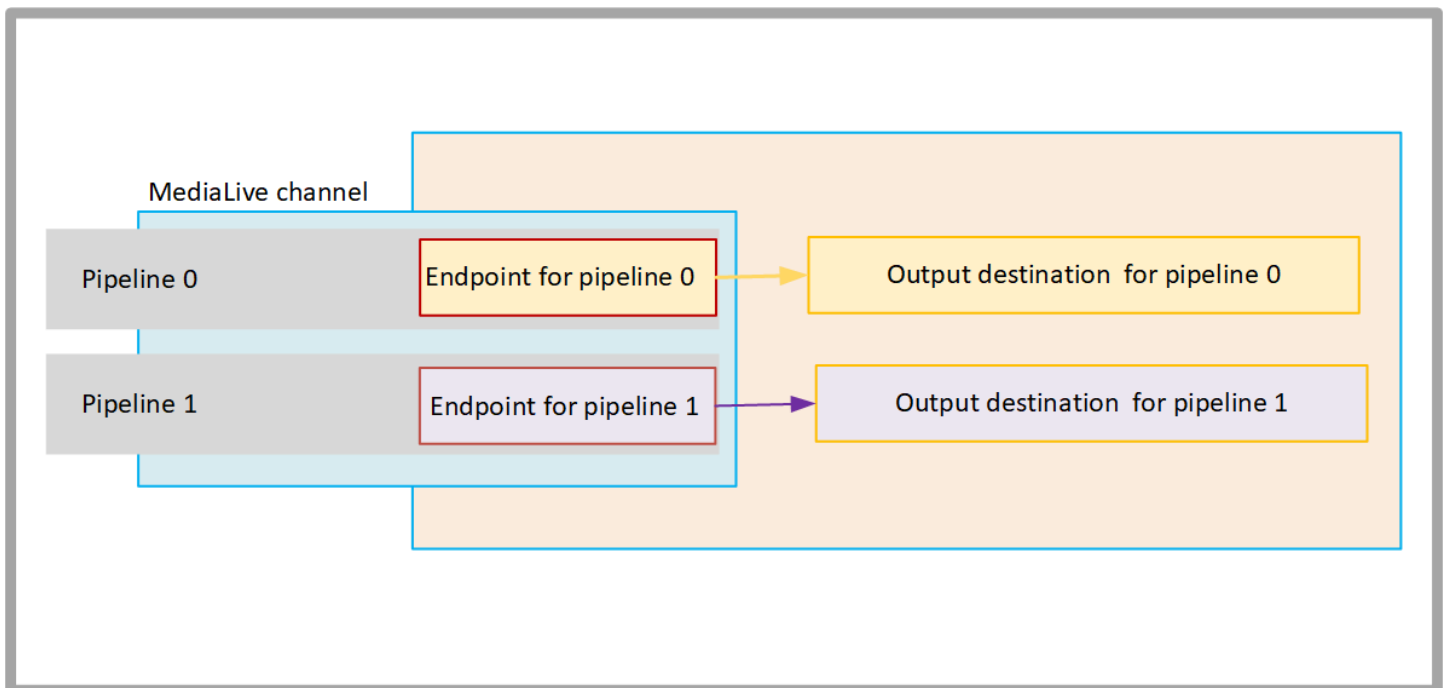 MediaLive channel
Pipeline 0
Endpoint for pipeline 0
Output destination  for pipeline 0
Pipeline 1
Endpoint for pipeline 1
Output destination  for pipeline 1